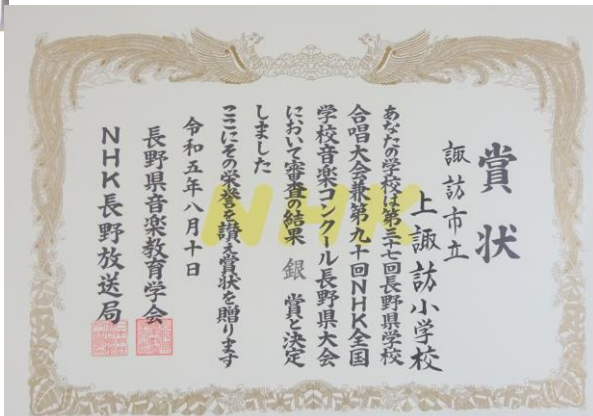 賞状
諏訪市立
上諏訪小学校
あなたの学校は第三十七回長野県学校
合唱大会兼第九十回NHK全国
学校音楽コンクール長野県大会
において審査の結果 銀 賞と決定
しました
ここにその栄誉を讃え賞状を贈ります
令和五年八月十日
長野県音楽教育学会
NHK長野放送局
NHK